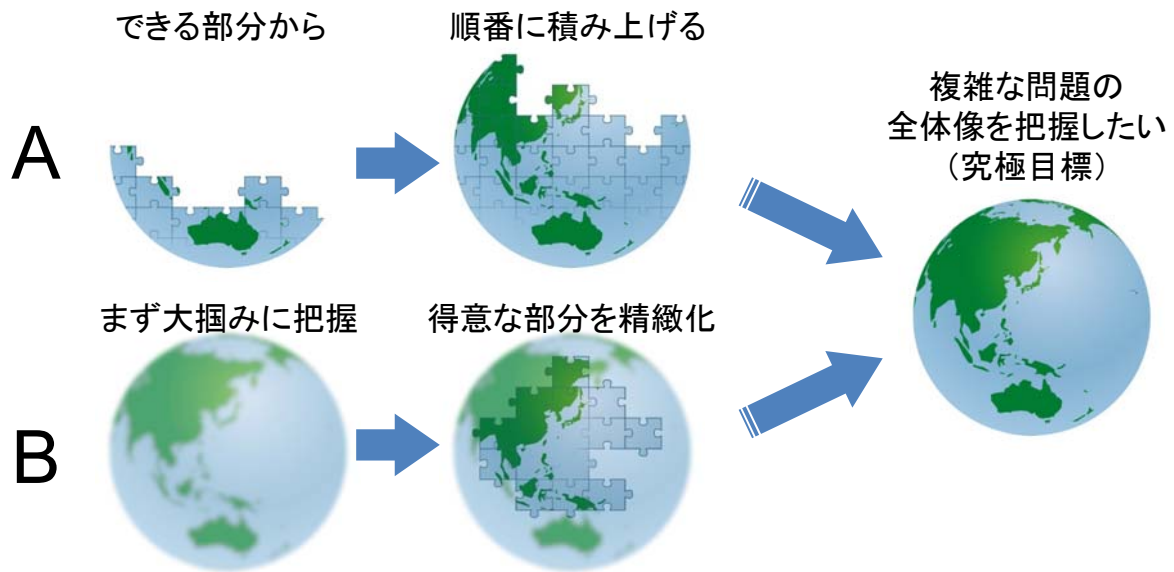 できる部分から
順番に積み上げる
A
複雑な問題の
全体像を把握したい
(究極目標)
まず大掴みに把握
得意な部分を精緻化
B